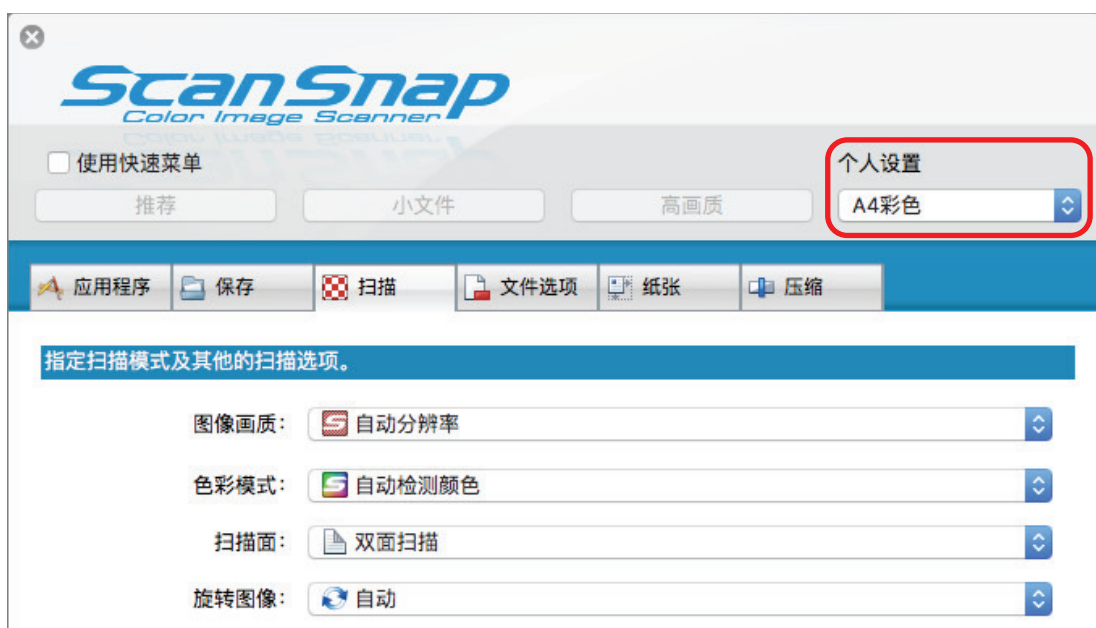 ScanSnap
Color Image Scanner
使用快速菜单
个人设置
推荐 小文件 高画质 A4彩色
应用程序 保存 扫描 文件选项 纸张 压缩
指定扫描模式及其他的扫描选项。
图像画质： 自动分辨率
色彩模式： 自动检测颜色
扫描面： 双面扫描
旋转图像： 自动